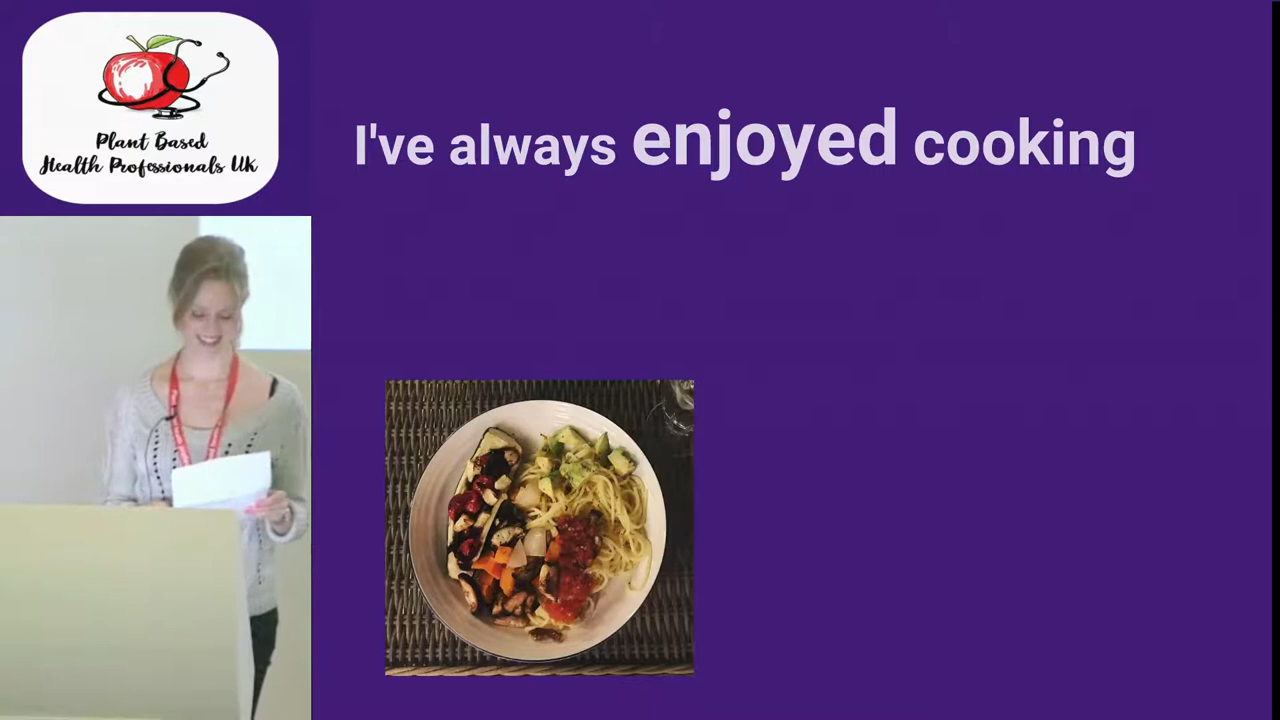 Plant Based
Health Professionals UK
I've always enjoyed cooking